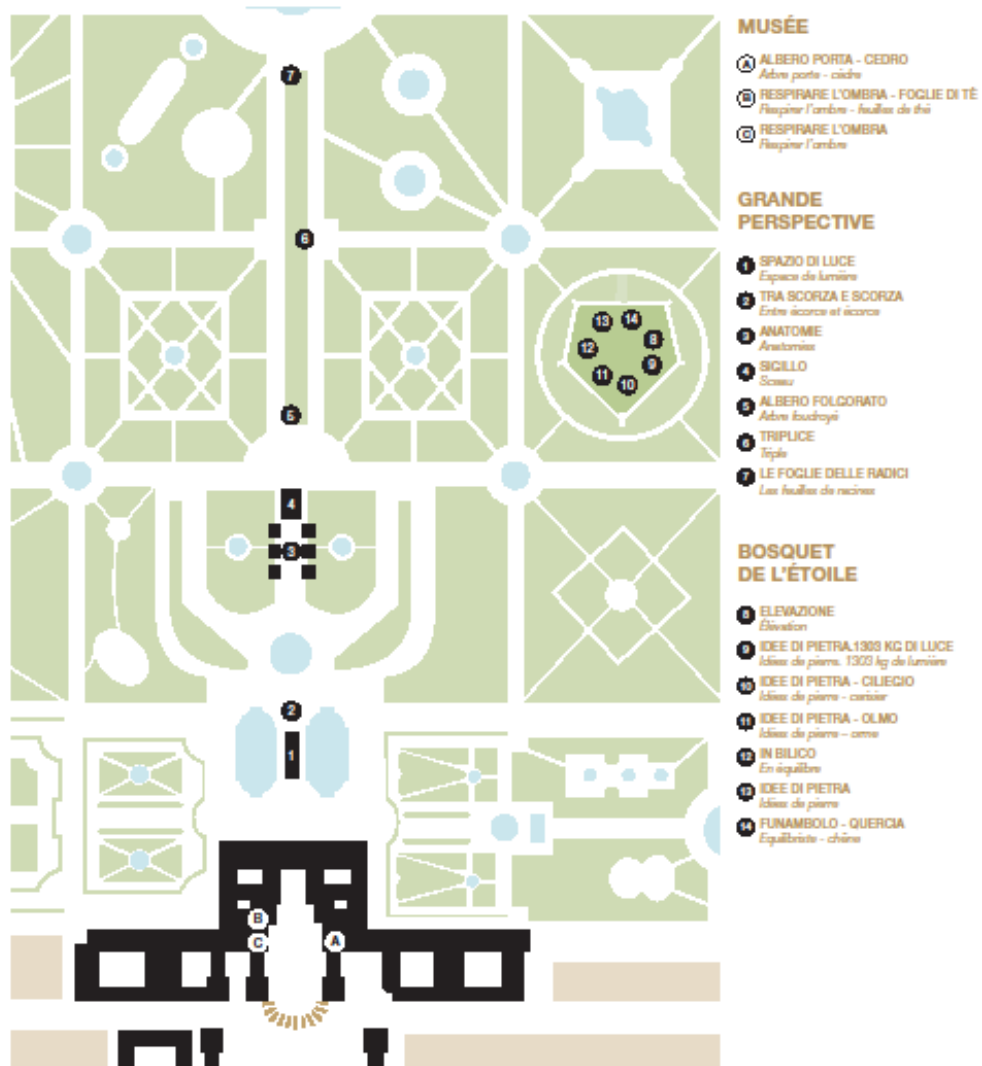 MUSÉE
A ALBERO PORTA - CEDRO
Arbre porte - cèdre
B RESPIRARE L'OMBRA - FOGLIE DI TÈ
Respirer l'ombre - feuilles de thé
C RESPIRARE L'OMBRA
Respirer l'ombre
GRANDE
PERSPECTIVE
1 SPAZIO DI LUCE
Espace de lumière
2 TRA SCORZA E SCORZA
Entre écorce et écorce
3 ANATOMIE
Anatomies
4 SIGILLO
Sceau
5 ALBERO FOLGORATO
Arbre foudroyé
6 TRIPLICE
Triple
7 LE FOGLIE DELLE RADICI
Les feuilles de racines
BOSQUET
DE L'ÉTOILE
8 ELEVAZIONE
Élévation
9 IDEE DI PIETRA.1303 KG DI LUCE
Idées de pierre. 1303 kg de lumière
10 IDEE DI PIETRA - CILIEGIO
Idées de pierre - cerisier
11 IDEE DI PIETRA - OLMO
Idées de pierre – orme
12 IN BILICO
En équilibre
13 IDEE DI PIETRA
Idées de pierre
14 FUNAMBOLO - QUERCIA
Equilibriste - chêne
7
6
13 14
12 8
11 9
10
5
4
3
2
1
B
C A